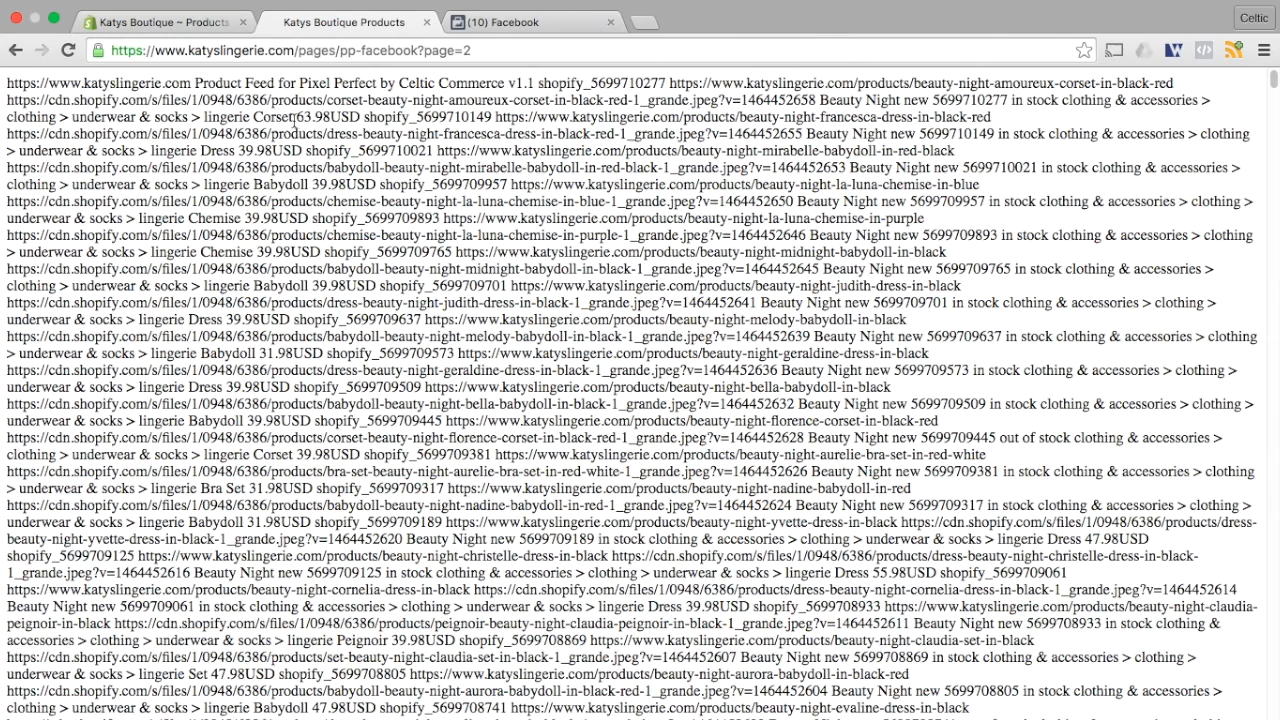 Katys Boutique ~ Products
Katys Boutique Products
(10) Facebook
Celtic
https://www.katyslingerie.com/pages/pp-facebook?page=2
https://www.katyslingerie.com Product Feed for Pixel Perfect by Celtic Commerce v1.1 shopify_5699710277 https://www.katyslingerie.com/products/beauty-night-amoureux-corset-in-black-red
https://cdn.shopify.com/s/files/1/0948/6386/products/corset-beauty-night-amoureux-corset-in-black-red-1_grande.jpeg?v=1464452658 Beauty Night new 5699710277 in stock clothing & accessories >
clothing > underwear & socks > lingerie Corset 63.98USD shopify_5699710149 https://www.katyslingerie.com/products/beauty-night-francesca-dress-in-black-red
https://cdn.shopify.com/s/files/1/0948/6386/products/dress-beauty-night-francesca-dress-in-black-red-1_grande.jpeg?v=1464452655 Beauty Night new 5699710149 in stock clothing & accessories
> clothing > underwear & socks > lingerie Dress 39.98USD shopify_5699710021 https://www.katyslingerie.com/products/beauty-night-mirabelle-babydoll-in-red-black
https://cdn.shopify.com/s/files/1/0948/6386/products/babydoll-beauty-night-mirabelle-babydoll-in-red-black-1_grande.jpeg?v=1464452653 Beauty Night new 5699710021 in stock clothing & accessories >
clothing > underwear & socks > lingerie Babydoll 39.98USD shopify_5699709957 https://www.katyslingerie.com/products/beauty-night-la-luna-chemise-in-blue
https://cdn.shopify.com/s/files/1/0948/6386/products/chemise-beauty-night-la-luna-chemise-in-blue-1_grande.jpeg?v=1464452650 Beauty Night new 5699709957 in stock clothing & accessories > clothing >
underwear & socks > lingerie Chemise 39.98USD shopify_5699709893 https://www.katyslingerie.com/products/beauty-night-la-luna-chemise-in-purple
https://cdn.shopify.com/s/files/1/0948/6386/products/chemise-beauty-night-la-luna-chemise-in-purple-1_grande.jpeg?v=1464452646 Beauty Night new 5699709893 in stock clothing & accessories > clothing
> underwear & socks > lingerie Chemise 39.98USD shopify_5699709765 https://www.katyslingerie.com/products/beauty-night-midnight-babydoll-in-black
https://cdn.shopify.com/s/files/1/0948/6386/products/babydoll-beauty-night-midnight-babydoll-in-black-1_grande.jpeg?v=1464452645 Beauty Night new 5699709765 in stock clothing & accessories >
clothing > underwear & socks > lingerie Babydoll 39.98USD shopify_5699709701 https://www.katyslingerie.com/products/beauty-night-judith-dress-in-black
https://cdn.shopify.com/s/files/1/0948/6386/products/dress-beauty-night-judith-dress-in-black-1_grande.jpeg?v=1464452641 Beauty Night new 5699709701 in stock clothing & accessories > clothing >
underwear & socks > lingerie Dress 39.98USD shopify_5699709637 https://www.katyslingerie.com/products/beauty-night-melody-babydoll-in-black
https://cdn.shopify.com/s/files/1/0948/6386/products/babydoll-beauty-night-melody-babydoll-in-black-1_grande.jpeg?v=1464452639 Beauty Night new 5699709637 in stock clothing & accessories > clothing
> underwear & socks > lingerie Babydoll 31.98USD shopify_5699709573 https://www.katyslingerie.com/products/beauty-night-geraldine-dress-in-black
https://cdn.shopify.com/s/files/1/0948/6386/products/dress-beauty-night-geraldine-dress-in-black-1_grande.jpeg?v=1464452636 Beauty Night new 5699709573 in stock clothing & accessories > clothing >
underwear & socks > lingerie Dress 39.98USD shopify_5699709509 https://www.katyslingerie.com/products/beauty-night-bella-babydoll-in-black
https://cdn.shopify.com/s/files/1/0948/6386/products/babydoll-beauty-night-bella-babydoll-in-black-1_grande.jpeg?v=1464452632 Beauty Night new 5699709509 in stock clothing & accessories > clothing >
underwear & socks > lingerie Babydoll 39.98USD shopify_5699709445 https://www.katyslingerie.com/products/beauty-night-florence-corset-in-black-red
https://cdn.shopify.com/s/files/1/0948/6386/products/corset-beauty-night-florence-corset-in-black-red-1_grande.jpeg?v=1464452628 Beauty Night new 5699709445 out of stock clothing & accessories >
clothing > underwear & socks > lingerie Corset 39.98USD shopify_5699709381 https://www.katyslingerie.com/products/beauty-night-aurelie-bra-set-in-red-white
https://cdn.shopify.com/s/files/1/0948/6386/products/bra-set-beauty-night-aurelie-bra-set-in-red-white-1_grande.jpeg?v=1464452626 Beauty Night new 5699709381 in stock clothing & accessories > clothing
> underwear & socks > lingerie Bra Set 31.98USD shopify_5699709317 https://www.katyslingerie.com/products/beauty-night-nadine-babydoll-in-red
https://cdn.shopify.com/s/files/1/0948/6386/products/babydoll-beauty-night-nadine-babydoll-in-red-1_grande.jpeg?v=1464452624 Beauty Night new 5699709317 in stock clothing & accessories > clothing >
underwear & socks > lingerie Babydoll 31.98USD shopify_5699709189 https://www.katyslingerie.com/products/beauty-night-yvette-dress-in-black https://cdn.shopify.com/s/files/1/0948/6386/products/dress-
beauty-night-yvette-dress-in-black-1_grande.jpeg?v=1464452620 Beauty Night new 5699709189 in stock clothing & accessories > clothing > underwear & socks > lingerie Dress 47.98USD
shopify_5699709125 https://www.katyslingerie.com/products/beauty-night-christelle-dress-in-black https://cdn.shopify.com/s/files/1/0948/6386/products/dress-beauty-night-christelle-dress-in-black-
1_grande.jpeg?v=1464452616 Beauty Night new 5699709125 in stock clothing & accessories > clothing > underwear & socks > lingerie Dress 55.98USD shopify_5699709061
https://www.katyslingerie.com/products/beauty-night-cornelia-dress-in-black https://cdn.shopify.com/s/files/1/0948/6386/products/dress-beauty-night-cornelia-dress-in-black-1_grande.jpeg?v=1464452614
Beauty Night new 5699709061 in stock clothing & accessories > clothing > underwear & socks > lingerie Dress 39.98USD shopify_5699708933 https://www.katyslingerie.com/products/beauty-night-claudia-
peignoir-in-black https://cdn.shopify.com/s/files/1/0948/6386/products/peignoir-beauty-night-claudia-peignoir-in-black-1_grande.jpeg?v=1464452611 Beauty Night new 5699708933 in stock clothing &
accessories > clothing > underwear & socks > lingerie Peignoir 39.98USD shopify_5699708869 https://www.katyslingerie.com/products/beauty-night-claudia-set-in-black
https://cdn.shopify.com/s/files/1/0948/6386/products/set-beauty-night-claudia-set-in-black-1_grande.jpeg?v=1464452607 Beauty Night new 5699708869 in stock clothing & accessories > clothing >
underwear & socks > lingerie Set 47.98USD shopify_5699708805 https://www.katyslingerie.com/products/beauty-night-aurora-babydoll-in-black-red
https://cdn.shopify.com/s/files/1/0948/6386/products/babydoll-beauty-night-aurora-babydoll-in-black-red-1_grande.jpeg?v=1464452604 Beauty Night new 5699708805 in stock clothing & accessories >
clothing > underwear & socks > lingerie Babydoll 47.98USD shopify_5699708741 https://www.katyslingerie.com/products/beauty-night-evaline-dress-in-black